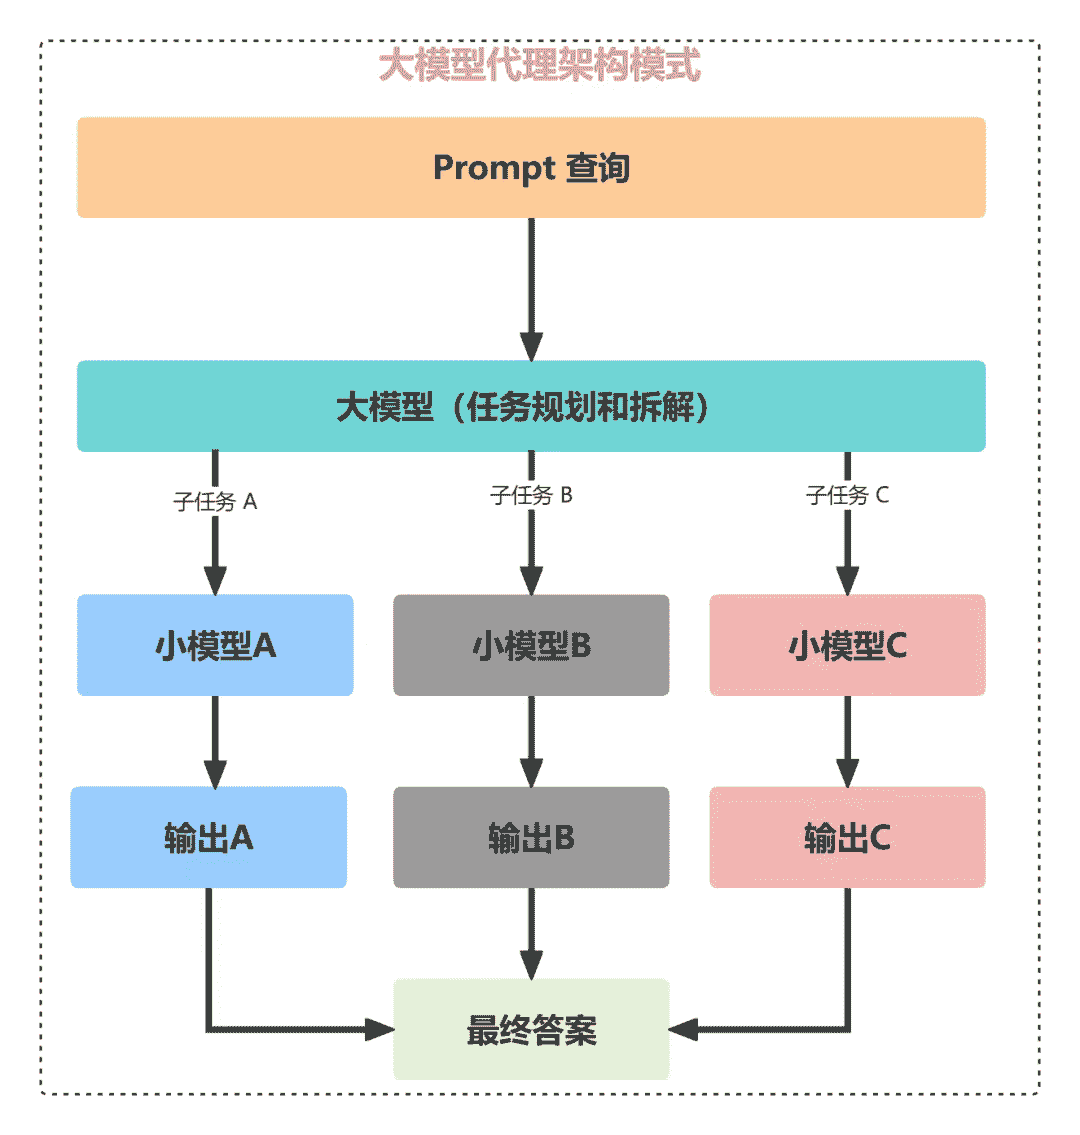 大模型代理架构模式
Prompt 查询
大模型（任务规划和拆解）
子任务 A
子任务 B
子任务 C
小模型A
小模型B
小模型C
输出A
输出B
输出C
最终答案